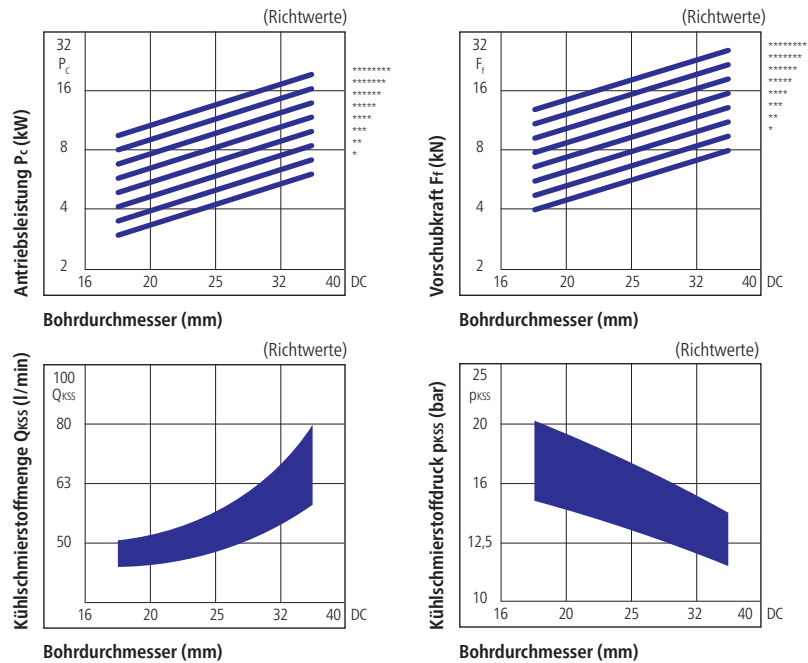 (Richtwerte)
Antriebsleistung Pc (kW)
32
PC
16
8
4
2
********
*******
******
*****
****
***
**
*
16 20 25 32 40 DC
Bohrdurchmesser (mm)
(Richtwerte)
Vorschubkraft Ff (kN)
32
Ff
16
8
4
2
********
*******
******
*****
****
***
**
*
16 20 25 32 40 DC
Bohrdurchmesser (mm)
(Richtwerte)
Kühlschmierstoffmenge QKSS (l/min)
100
QKSS
80
63
50
16 20 25 32 40 DC
Bohrdurchmesser (mm)
(Richtwerte)
Kühlschmierstoffdruck pKSS (bar)
25
pKSS
20
16
12,5
10
16 20 25 32 40 DC
Bohrdurchmesser (mm)